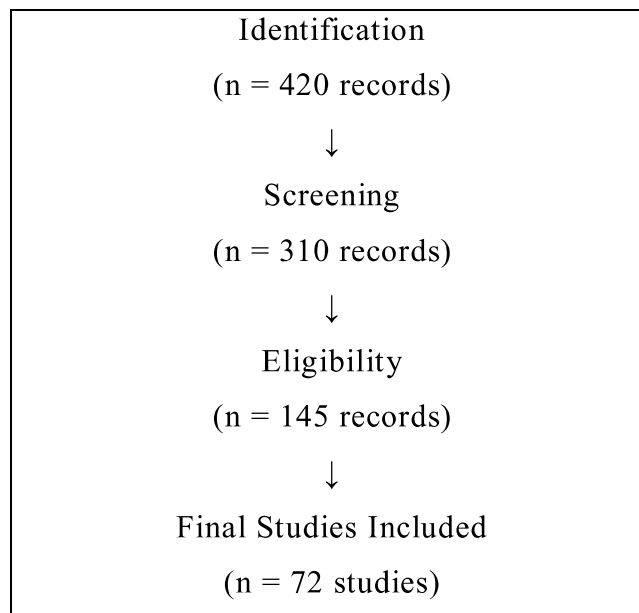 Identification
(n = 420 records)
↓
Screening
(n = 310 records)
↓
Eligibility
(n = 145 records)
↓
Final Studies Included
(n = 72 studies)